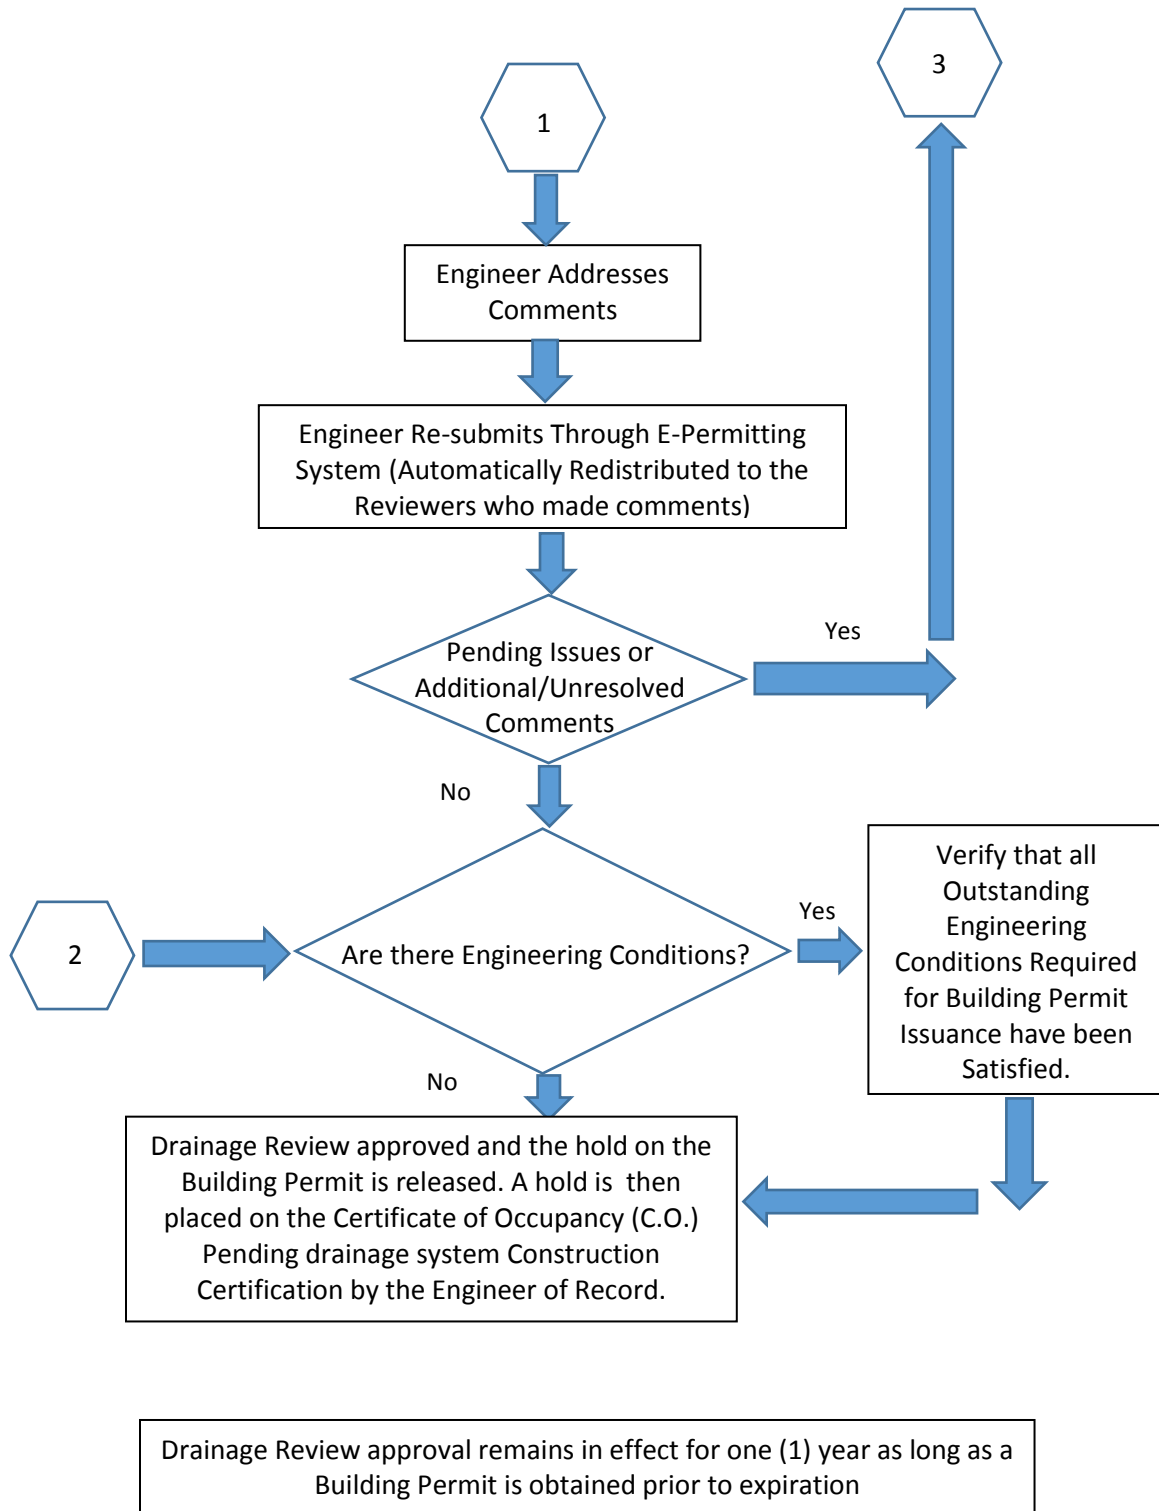 3
1
Engineer Addresses
Comments
Engineer Re-submits Through E-Permitting
System (Automatically Redistributed to the
Reviewers who made comments)
Yes
Pending Issues or
Additional/Unresolved
Comments
No
Verify that all
Outstanding
Engineering
Conditions Required
for Building Permit
Issuance have been
Satisfied.
Yes
2
Are there Engineering Conditions?
No
Drainage Review approved and the hold on the
Building Permit is released. A hold is then
placed on the Certificate of Occupancy (C.O.)
Pending drainage system Construction
Certification by the Engineer of Record.
Drainage Review approval remains in effect for one (1) year as long as a
Building Permit is obtained prior to expiration